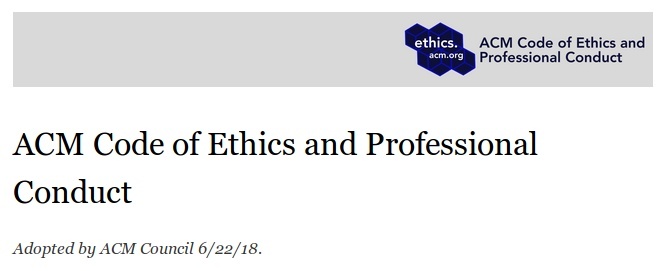 ethics.
acm.org
ACM Code of Ethics and
Professional Conduct
ACM Code of Ethics and Professional
Conduct
Adopted by ACM Council 6/22/18.